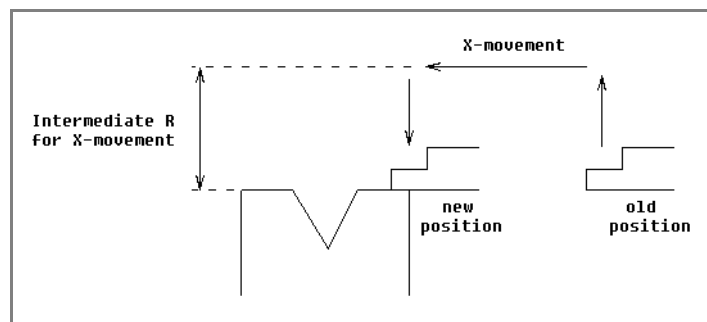 X-movement
Intermediate R
for X-movement
new
position
old
position